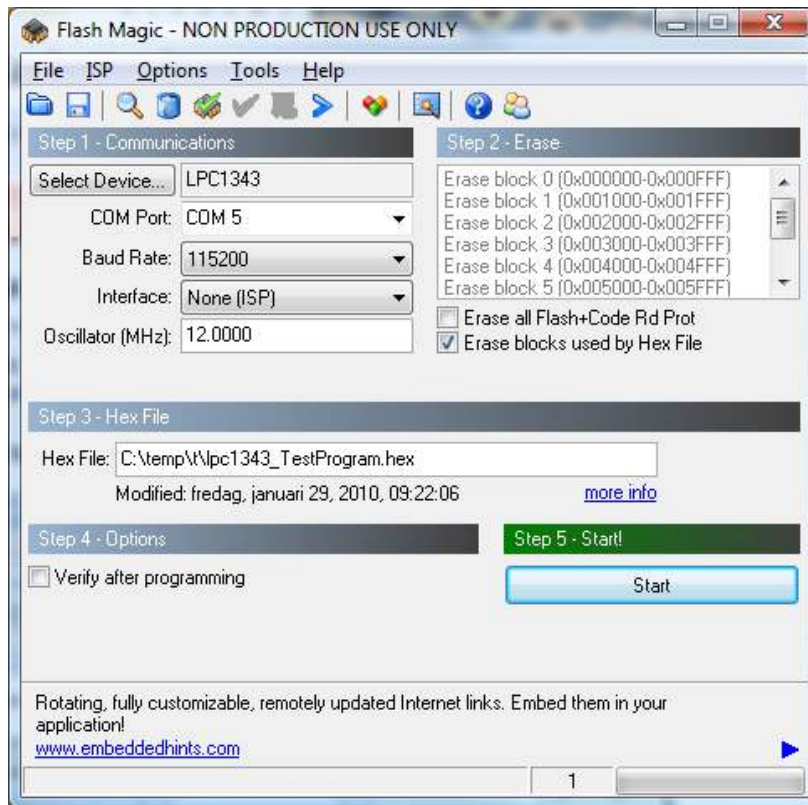 Flash Magic - NON PRODUCTION USE ONLY
File ISP Options Tools Help
Step 1 - Communications
Select Device... LPC1343
COM Port: COM 5
Baud Rate: 115200
Interface: None (ISP)
Oscillator (MHz): 12.0000
Step 2 - Erase
Erase block 0 (0x000000-0x000FFF)
Erase block 1 (0x001000-0x001FFF)
Erase block 2 (0x002000-0x002FFF)
Erase block 3 (0x003000-0x003FFF)
Erase block 4 (0x004000-0x004FFF)
Erase block 5 (0x005000-0x005FFF)
Erase all Flash+Code Rd Prot
Erase blocks used by Hex File
Step 3 - Hex File
Hex File: C:\temp\t\lpc1343_TestProgram.hex
Modified: fredag, januari 29, 2010, 09:22:06 more info
Step 4 - Options
Verify after programming
Step 5 - Start!
Start
Rotating, fully customizable, remotely updated Internet links. Embed them in your
application!
www.embeddedhints.com
1